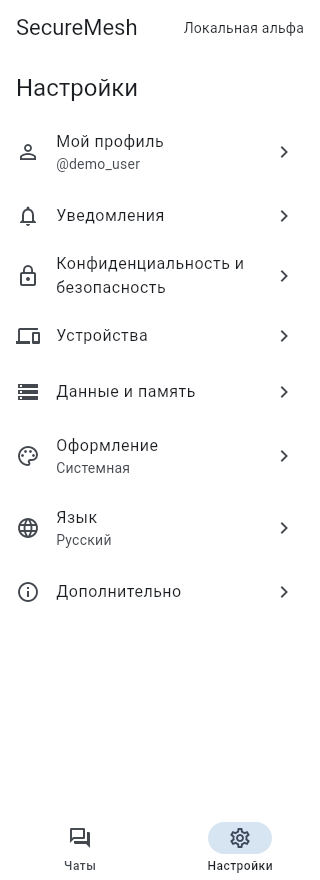 SecureMesh
Локальная альфа
Настройки
Мой профиль
@demo_user
Уведомления
Конфиденциальность и
безопасность
Устройства
Данные и память
Оформление
Системная
Язык
Русский
Дополнительно
Чаты
Настройки